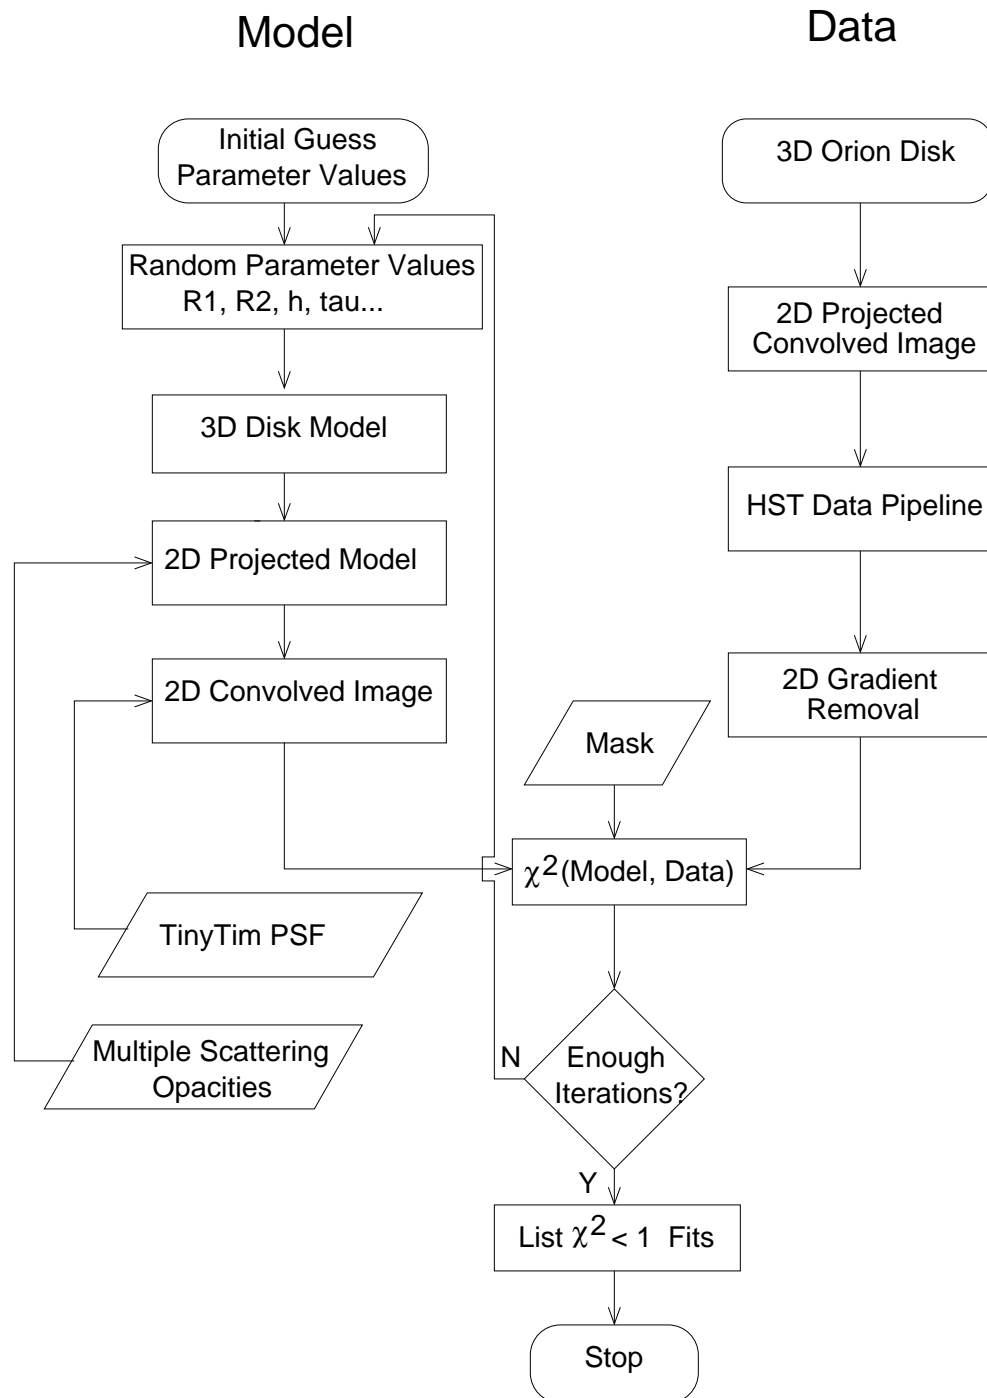 Model
Data
Initial Guess
Parameter Values
Random Parameter Values
R1, R2, h, tau...
3D Disk Model
2D Projected Model
2D Convolved Image
TinyTim PSF
Multiple Scattering
Opacities
3D Orion Disk
2D Projected
Convolved Image
HST Data Pipeline
2D Gradient
Removal
Mask
χ2(Model, Data)
N
Enough
Iterations?
Y
List χ2 < 1 Fits
Stop